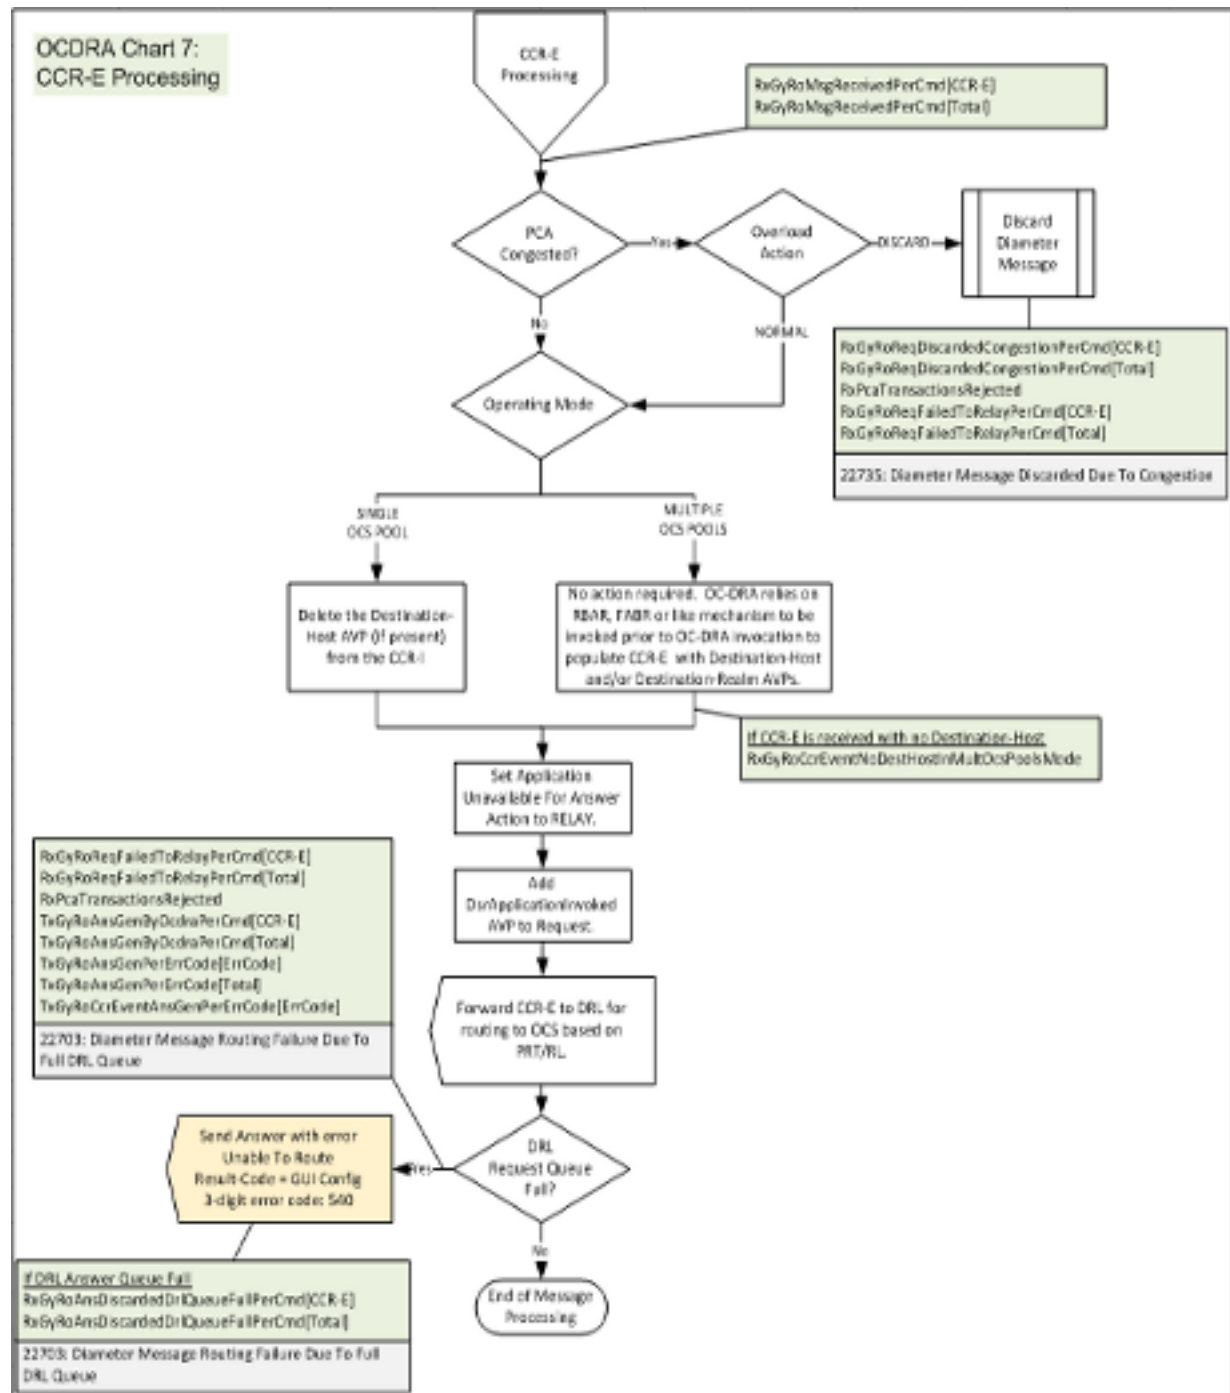 OCDRA Chart 7:
CCR-E Processing
CCR-E
Processisng
RxGyRoMsgReceivedPerCmd[CCR-E]
RxGyRoMsgReceivedPerCmd[Total]
PCA
Congested?
Yes
Overload
Action
DISCARD
Discard
Diameter
Message
No
NORMAL
RxGyRoReqDiscardedCongestionPerCmd[CCR-E]
RxGyRoReqDiscardedCongestionPerCmd[Total]
RxPcaTransactionsRejected
RxGyRoReqFailedToRelayPerCmd[CCR-E]
RxGyRoReqFailedToRelayPerCmd[Total]
22735: Diameter Message Discarded Due To Congestion
Operating Mode
SINGLE
OCS POOL
MULTIPLE
OCS POOLS
Delete the Destination-
Host AVP (if present)
from the CCR-I
No action required. OC-DRA relies on
RBAR, FABR or like mechanism to be
invoked prior to OC-DRA invocation to
populate CCR-E with Destination-Host
and/or Destination-Realm AVPs.
If CCR-E is received with no Destination-Host
RxGyRoCcrEventNoDestHostInMultOcsPoolsMode
Set Application
Unavailable For Answer
Action to RELAY.
Add
DsrApplicationInvoked
AVP to Request.
RxGyRoReqFailedToRelayPerCmd[CCR-E]
RxGyRoReqFailedToRelayPerCmd[Total]
RxPcaTransactionsRejected
TxGyRoAnsGenByOcdraPerCmd[CCR-E]
TxGyRoAnsGenByOcdraPerCmd[Total]
TxGyRoAnsGenPerErrCode[ErrCode]
TxGyRoAnsGenPerErrCode[Total]
TxGyRoCcrEventAnsGenPerErrCode[ErrCode]
22703: Diameter Message Routing Failure Due To
Full DRL Queue
Forward CCR-E to DRL for
routing to OCS based on
PRT/RL.
DRL
Request Queue
Full?
Yes
Send Answer with error
Unable To Route
Result-Code = GUI Config
3-digit error code: 540
No
If DRL Answer Queue Full
RxGyRoAnsDiscardedDrlQueueFullPerCmd[CCR-E]
RxGyRoAnsDiscardedDrlQueueFullPerCmd[Total]
22703: Diameter Message Routing Failure Due To Full
DRL Queue
End of Message
Processing